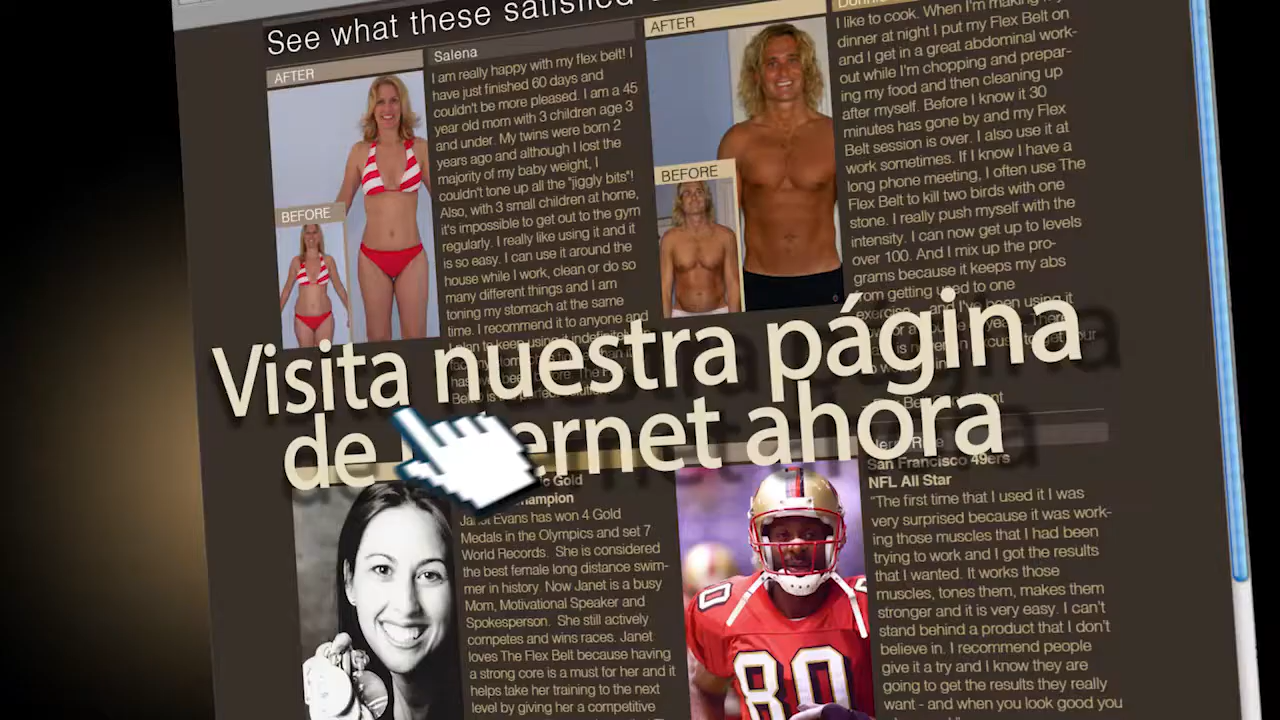 See what these satisfied
AFTER
BEFORE
Salena
I am really happy with my flex belt! I
have just finished 60 days and
couldn't be more pleased. I am a 45
year old mom with 3 children age 3
and under. My twins were born 2
years ago and although I lost the
majority of my baby weight, I
couldn't tone up all the "jiggly bits"!
Also, with 3 small children at home,
it's impossible to get out to the gym
regularly. I really like using it and it
is so easy. I can use it around the
house while I work, clean or do so
many different things and I am
toning my stomach at the same
time. I recommend it to anyone and
AFTER
BEFORE
I like to cook. When I'm making
dinner at night I put my Flex Belt on
and I get in a great abdominal work-
out while I'm chopping and prepar-
ing my food and then cleaning up
after myself. Before I know it 30
minutes has gone by and my Flex
Belt session is over. I also use it at
work sometimes. If I know I have a
long phone meeting, I often use The
Flex Belt to kill two birds with one
stone. I really push myself with the
intensity. I can now get up to levels
over 100. And I mix up the pro-
grams because it keeps my abs
from getting used to one
Visita nuestra página
de Internet ahora
Gold
Janet Evans has won 4 Gold
Medals in the Olympics and set 7
World Records. She is considered
the best female long distance swim-
mer in history. Now Janet is a busy
Mom, Motivational Speaker and
Spokesperson. She still actively
competes and wins races. Janet
loves The Flex Belt because having
a strong core is a must for her and it
helps take her training to the next
level by giving her a competitive
San Francisco 49ers
NFL All Star
"The first time that I used it I was
very surprised because it was work-
ing those muscles that I had been
trying to work and I got the results
that I wanted. It works those
muscles, tones them, makes them
stronger and it is very easy. I can't
stand behind a product that I don't
believe in. I recommend people
give it a try and I know they are
going to get the results they really
want - and when you look good you
80
80